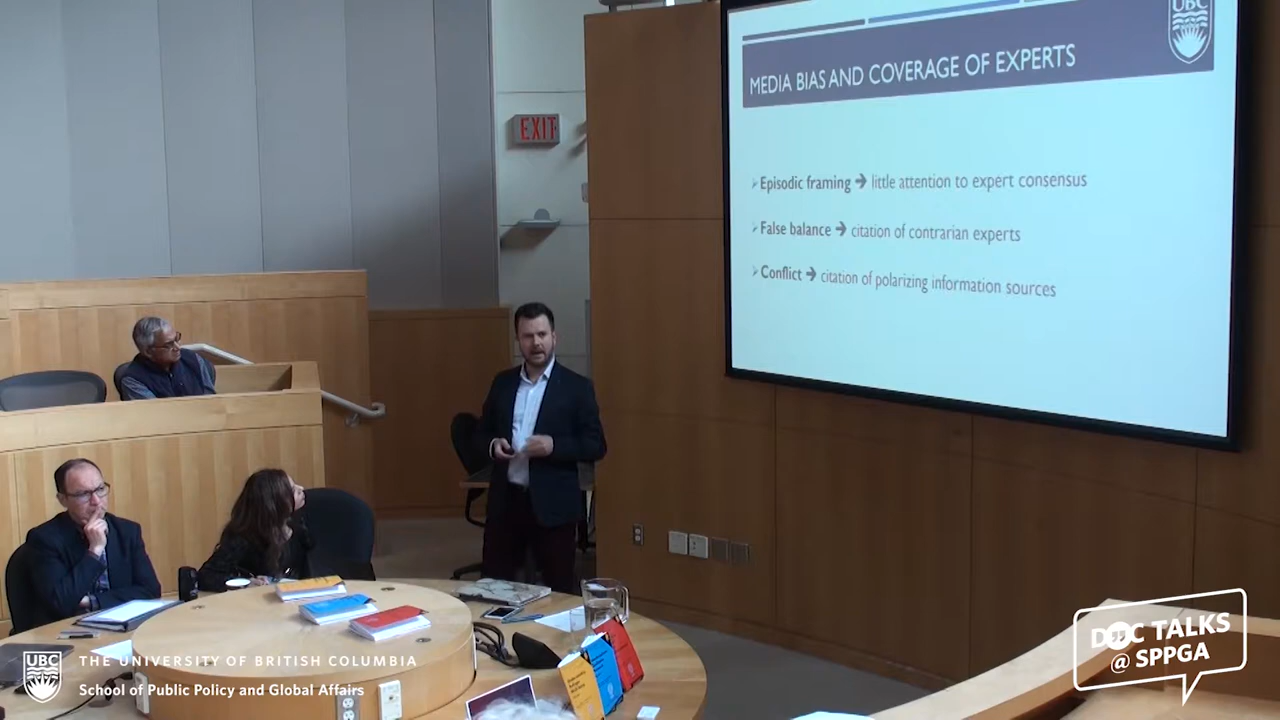 UBC
MEDIA BIAS AND COVERAGE OF EXPERTS
Episodic framing ➔ little attention to expert consensus
False balance ➔ citation of contrarian experts
Conflict ➔ citation of polarizing information sources
EXIT
UBC
THE UNIVERSITY OF BRITISH COLUMBIA
School of Public Policy and Global Affairs
DOC TALKS
@ SPPGA